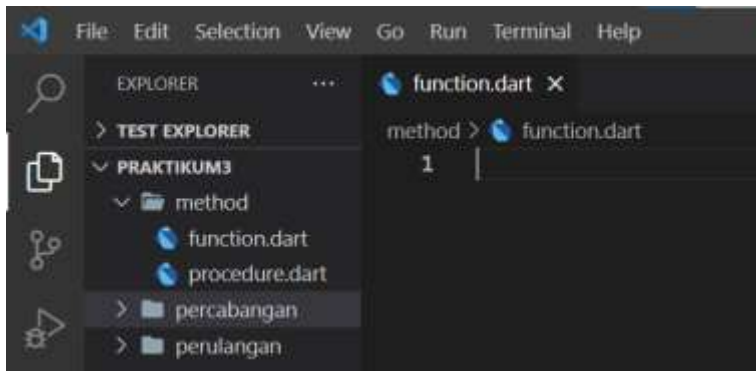 File Edit Selection View Go Run Terminal Help
EXPLORER ...
TEST EXPLORER
PRAKTIKUM3
method
function.dart
procedure.dart
percabangan
perulangan
function.dart ×
method > function.dart
1